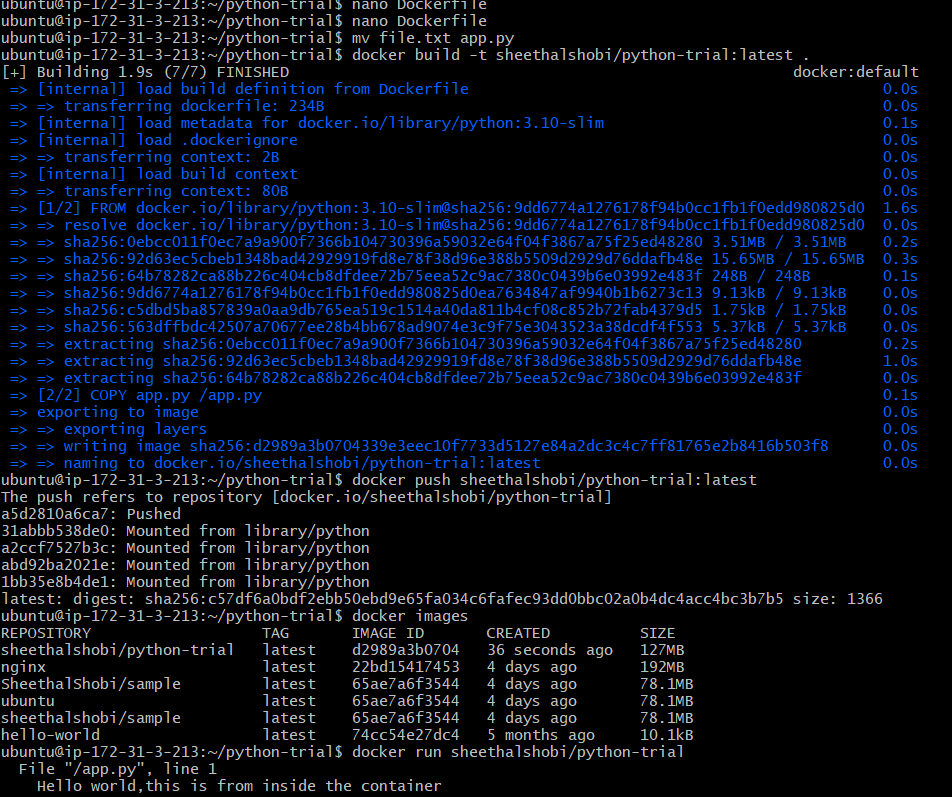 ubuntu@ip-172-31-3-213:~/python-trial$ nano Dockerfile
ubuntu@ip-172-31-3-213:~/python-trial$ nano Dockerfile
ubuntu@ip-172-31-3-213:~/python-trial$ mv file.txt app.py
ubuntu@ip-172-31-3-213:~/python-trial$ docker build -t sheethalshobi/python-trial:latest .
[+] Building 1.9s (7/7) FINISHED docker:default
=> [internal] load build definition from Dockerfile 0.0s
=> => transferring dockerfile: 234B 0.0s
=> [internal] load metadata for docker.io/library/python:3.10-slim 0.1s
=> [internal] load .dockerignore 0.0s
=> => transferring context: 2B 0.0s
=> [internal] load build context 0.0s
=> => transferring context: 80B 0.0s
=> [1/2] FROM docker.io/library/python:3.10-slim@sha256:9dd6774a1276178f94b0cc1fb1f0edd980825d0 1.6s
=> => resolve docker.io/library/python:3.10-slim@sha256:9dd6774a1276178f94b0cc1fb1f0edd980825d0 0.0s
=> => sha256:0ebcc011f0ec7a9a900f7366b104730396a59032e64f04f3867a75f25ed48280 3.51MB / 3.51MB 0.2s
=> => sha256:92d63ec5cbeb1348bad42929919fd8e78f38d96e388b5509d2929d76ddafb48e 15.65MB / 15.65MB 0.3s
=> => sha256:64b78282ca88b226c404cb8dfdee72b75eea52c9ac7380c0439b6e03992e483f 248B / 248B 0.1s
=> => sha256:9dd6774a1276178f94b0cc1fb1f0edd980825d0ea7634847af9940b1b6273c13 9.13kB / 9.13kB 0.0s
=> => sha256:c5dbd5ba857839a0aa9db765ea519c1514a40da811b4cf08c852b72fab4379d5 1.75kB / 1.75kB 0.0s
=> => sha256:563dffbdc42507a70677ee28b4bb678ad9074e3c9f75e3043523a38dcdf4f553 5.37kB / 5.37kB 0.0s
=> => extracting sha256:0ebcc011f0ec7a9a900f7366b104730396a59032e64f04f3867a75f25ed48280 0.2s
=> => extracting sha256:92d63ec5cbeb1348bad42929919fd8e78f38d96e388b5509d2929d76ddafb48e 1.0s
=> => extracting sha256:64b78282ca88b226c404cb8dfdee72b75eea52c9ac7380c0439b6e03992e483f 0.0s
=> [2/2] COPY app.py /app.py 0.1s
=> exporting to image 0.0s
=> => exporting layers 0.0s
=> => writing image sha256:d2989a3b0704339e3eec10f7733d5127e84a2dc3c4c7ff81765e2b8416b503f8 0.0s
=> => naming to docker.io/sheethalshobi/python-trial:latest 0.0s
ubuntu@ip-172-31-3-213:~/python-trial$ docker push sheethalshobi/python-trial:latest
The push refers to repository [docker.io/sheethalshobi/python-trial]
a5d2810a6ca7: Pushed
31abbb538de0: Mounted from library/python
a2ccf7527b3c: Mounted from library/python
abd92ba2021e: Mounted from library/python
1bb35e8b4de1: Mounted from library/python
latest: digest: sha256:c57df6a0bdf2ebb50ebd9e65fa034c6fafec93dd0bbc02a0b4dc4acc4bc3b7b5 size: 1366
ubuntu@ip-172-31-3-213:~/python-trial$ docker images
REPOSITORY TAG IMAGE ID CREATED SIZE
sheethalshobi/python-trial latest d2989a3b0704 36 seconds ago 127MB
nginx latest 22bd15417453 4 days ago 192MB
SheethalShobi/sample latest 65ae7a6f3544 4 days ago 78.1MB
ubuntu latest 65ae7a6f3544 4 days ago 78.1MB
sheethalshobi/sample latest 65ae7a6f3544 4 days ago 78.1MB
hello-world latest 74cc54e27dc4 5 months ago 10.1kB
ubuntu@ip-172-31-3-213:~/python-trial$ docker run sheethalshobi/python-trial
File "/app.py", line 1
Hello world,this is from inside the container